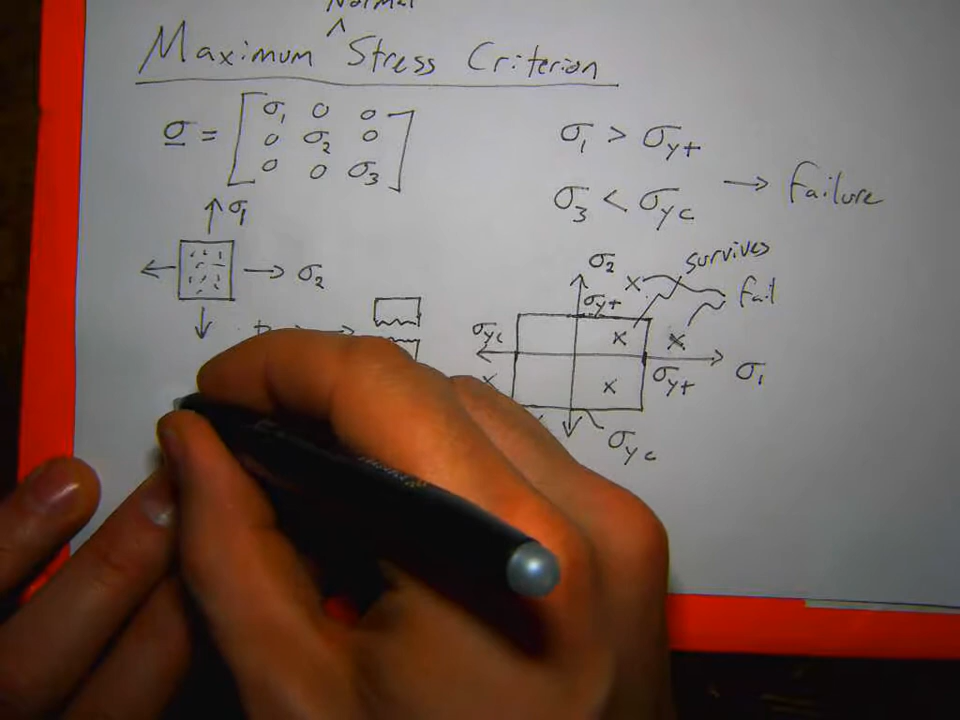 Normal
Maximum ^ Stress Criterion
σ = [σ₁ 0 0
0 σ₂ 0
0 0 σ₃]
σ₁ > σy+
σ₃ < σyc
→ Failure
σ₁
σ₂
σ₂
survives
x
fail
σy+
σyc
x
x
σ₁
σy+
x
x
σyc